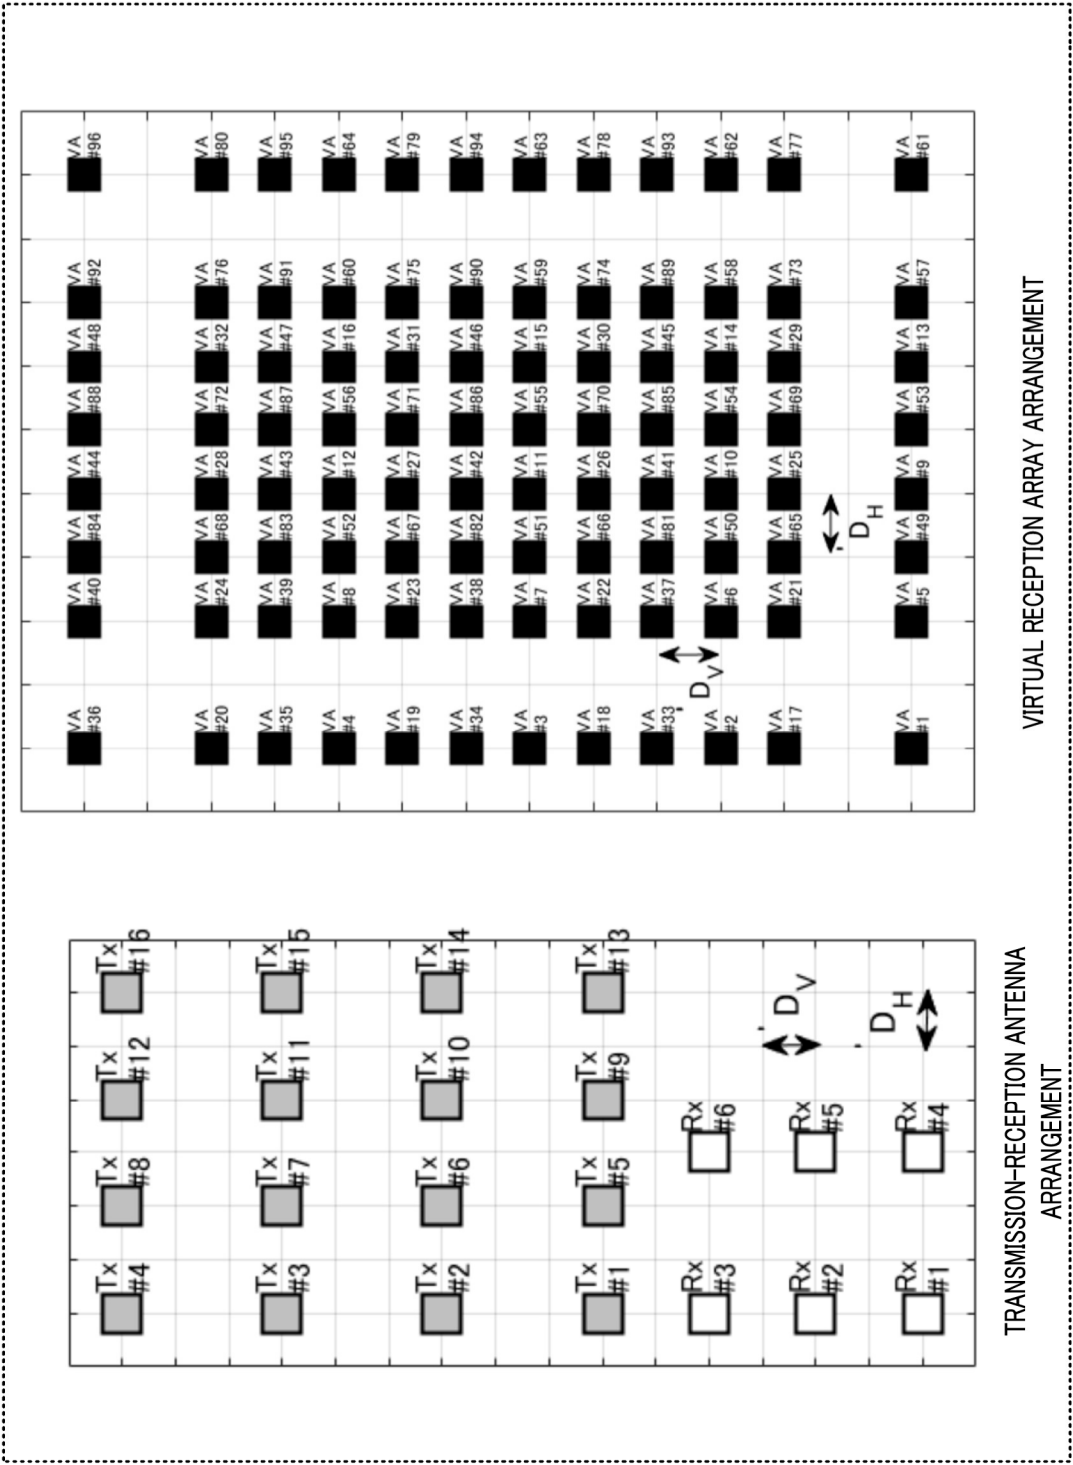 Tx Tx Tx Tx
#4 #8 #12 #16
Tx Tx Tx Tx
#3 #7 #11 #15
Tx Tx Tx Tx
#2 #6 #10 #14
Tx Tx Tx Tx
#1 #5 #9 #13
Rx Rx
#3 #6
DV
Rx Rx
#2 #5
DH
Rx Rx
#1 #4
TRANSMISSION-RECEPTION ANTENNA
ARRANGEMENT
VA VA VA VA VA VA VA VA
#36 #40 #84 #44 #88 #48 #92 #96
VA VA VA VA VA VA VA VA
#20 #24 #68 #28 #72 #32 #76 #80
VA VA VA VA VA VA VA VA
#35 #39 #83 #43 #87 #47 #91 #95
VA VA VA VA VA VA VA VA
#4 #8 #52 #12 #56 #16 #60 #64
VA VA VA VA VA VA VA VA
#19 #23 #67 #27 #71 #31 #75 #79
VA VA VA VA VA VA VA VA
#34 #38 #82 #42 #86 #46 #90 #94
VA VA VA VA VA VA VA VA
#3 #7 #51 #11 #55 #15 #59 #63
VA VA VA VA VA VA VA VA
#18 #22 #66 #26 #70 #30 #74 #78
VA VA VA VA VA VA VA VA
#33 #37 #81 #41 #85 #45 #89 #93
DV
VA VA VA VA VA VA VA VA
#2 #6 #50 #10 #54 #14 #58 #62
VA VA VA VA VA VA VA VA
#17 #21 #65 #25 #69 #29 #73 #77
DH
VA VA VA VA VA VA VA VA
#1 #5 #49 #9 #53 #13 #57 #61
VIRTUAL RECEPTION ARRAY ARRANGEMENT